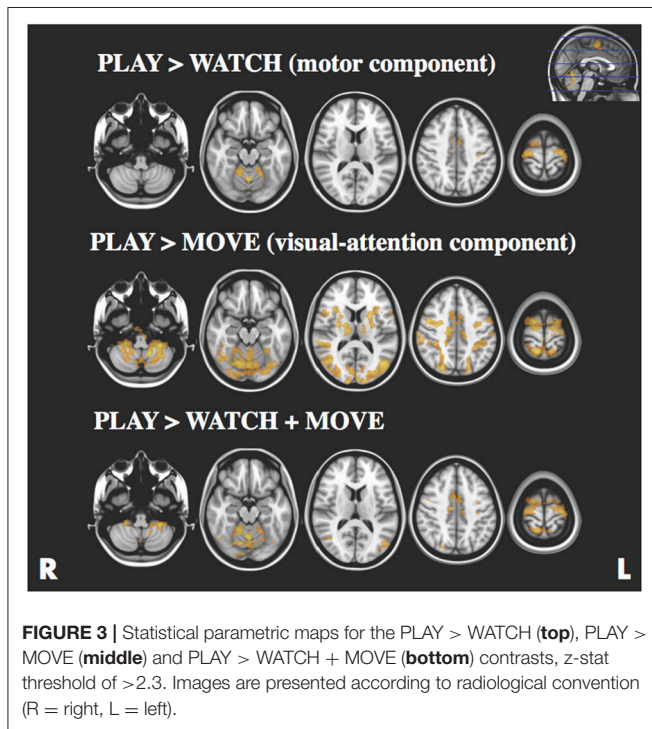 PLAY > WATCH (motor component)
PLAY > MOVE (visual-attention component)
PLAY > WATCH + MOVE
R
L
FIGURE 3 | Statistical parametric maps for the PLAY > WATCH (top), PLAY >
MOVE (middle) and PLAY > WATCH + MOVE (bottom) contrasts, z-stat
threshold of >2.3. Images are presented according to radiological convention
(R = right, L = left).